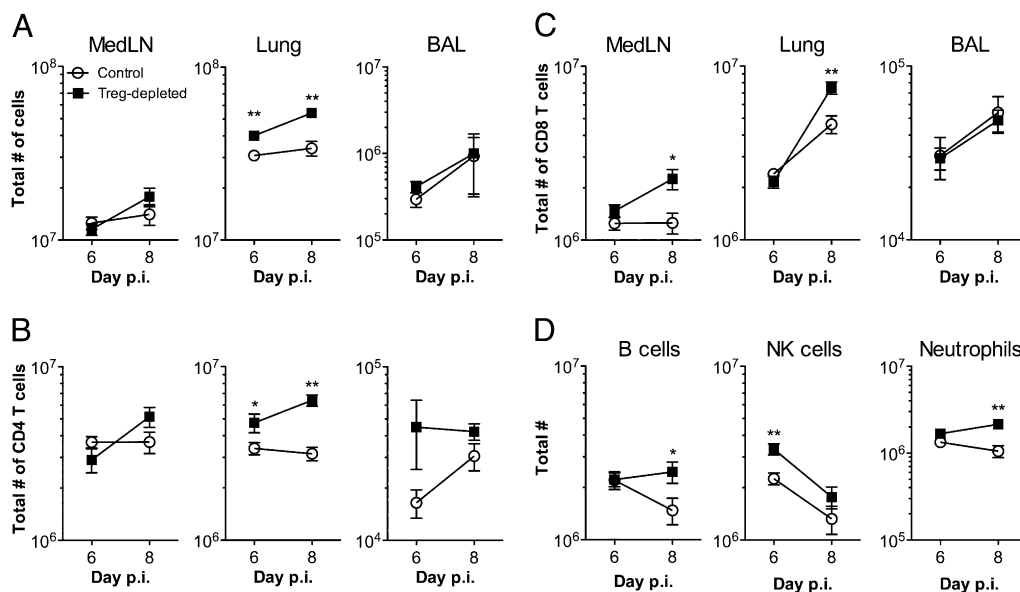 A
MedLN
Lung
BAL
Total # of cells
10^8
10^7
Control
Treg-depleted
6
8
Day p.i.
10^8
10^7
**
**
6
8
Day p.i.
10^7
10^6
10^5
6
8
Day p.i.
C
MedLN
Lung
BAL
Total # of CD8 T cells
10^7
10^6
*
6
8
Day p.i.
10^7
10^6
**
6
8
Day p.i.
10^5
10^4
6
8
Day p.i.
B
Total # of CD4 T cells
10^7
10^6
6
8
Day p.i.
10^7
10^6
*
**
6
8
Day p.i.
10^5
10^4
6
8
Day p.i.
D
B cells
NK cells
Neutrophils
Total #
10^7
10^6
*
6
8
Day p.i.
10^7
10^6
**
6
8
Day p.i.
10^7
10^6
10^5
**
6
8
Day p.i.